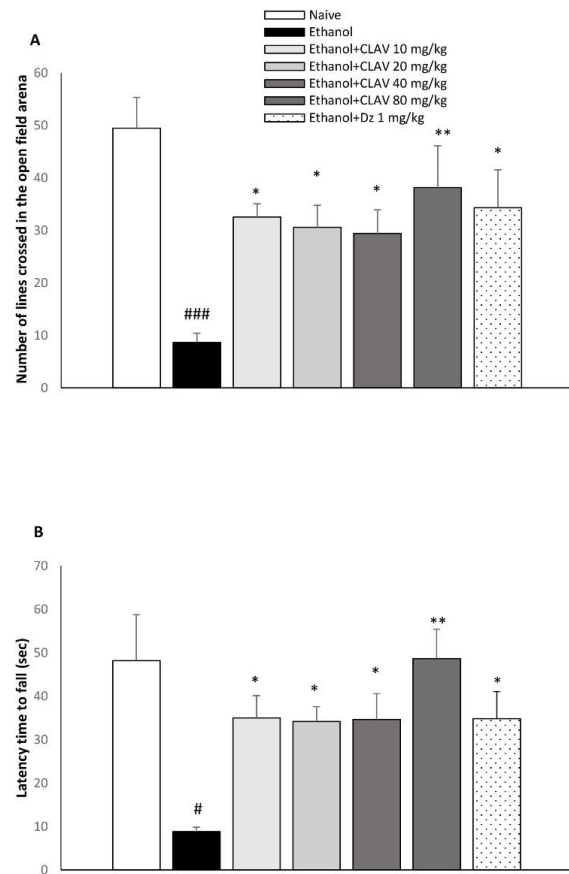 Naive
Ethanol
Ethanol+CLAV 10 mg/kg
Ethanol+CLAV 20 mg/kg
Ethanol+CLAV 40 mg/kg
Ethanol+CLAV 80 mg/kg
Ethanol+Dz 1 mg/kg
A
Number of lines crossed in the open field arena
60
50
40
30
20
10
0
###
*
*
*
**
*
B
Latency time to fall (sec)
70
60
50
40
30
20
10
0
#
*
*
*
**
*